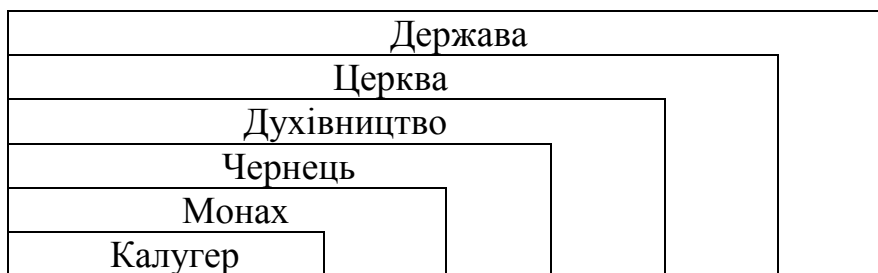 Держава
Церква
Духівництво
Чернець
Монах
Калугер